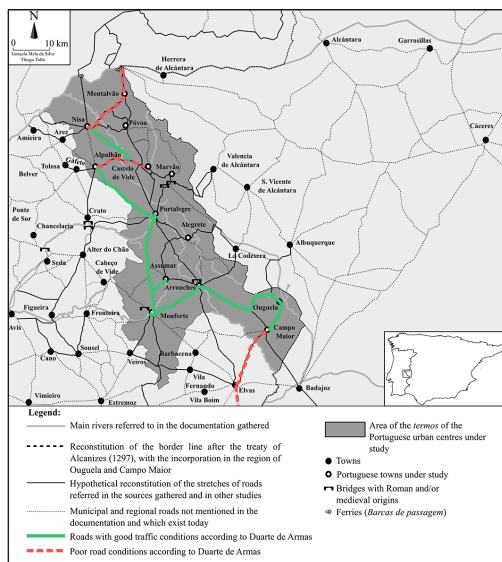 N
0 10 km
Gonçalo Melo da Silva
Thiago Tolfo
Alcántara
Garrosillas
Herrera
de Alcántara
Montalvão
Nisa
Póvoa
Cáceres
Amieira
Arez
Alpalhão
Gáfete
Tolosa
Castelo
de Vide
Marvão
Belver
Valencia
de Alcántara
S. Vicente
de Alcántara
Ponte
de Sor
Crato
Portalegre
Chancelaria
Alegrete
Albuquerque
Alter do Chão
La Codosera
Seda
Cabeço
de Vide
Assumar
Arronches
Ouguela
Figueira
Fronteira
Monforte
Campo
Maior
Avis
Sousel
Cano
Veiros
Barbacena
Vila
Fernando
Elvas
Badajoz
Vimieiro
Estremoz
Vila Boim
Legend:
Main rivers referred to in the documentation gathered
Reconstitution of the border line after the treaty of
Alcanizes (1297), with the incorporation in the region of
Ouguela and Campo Maior
Hypothetical reconstitution of the stretches of roads
referred in the sources gathered and in other studies
Municipal and regional roads not mentioned in the
documentation and which exist today
Roads with good traffic conditions according to Duarte de Armas
Poor road conditions according to Duarte de Armas
Area of the termos of the
Portuguese urban centres under
study
Towns
Portuguese towns under study
Bridges with Roman and/or
medieval origins
Ferries (Barcas de passagem)